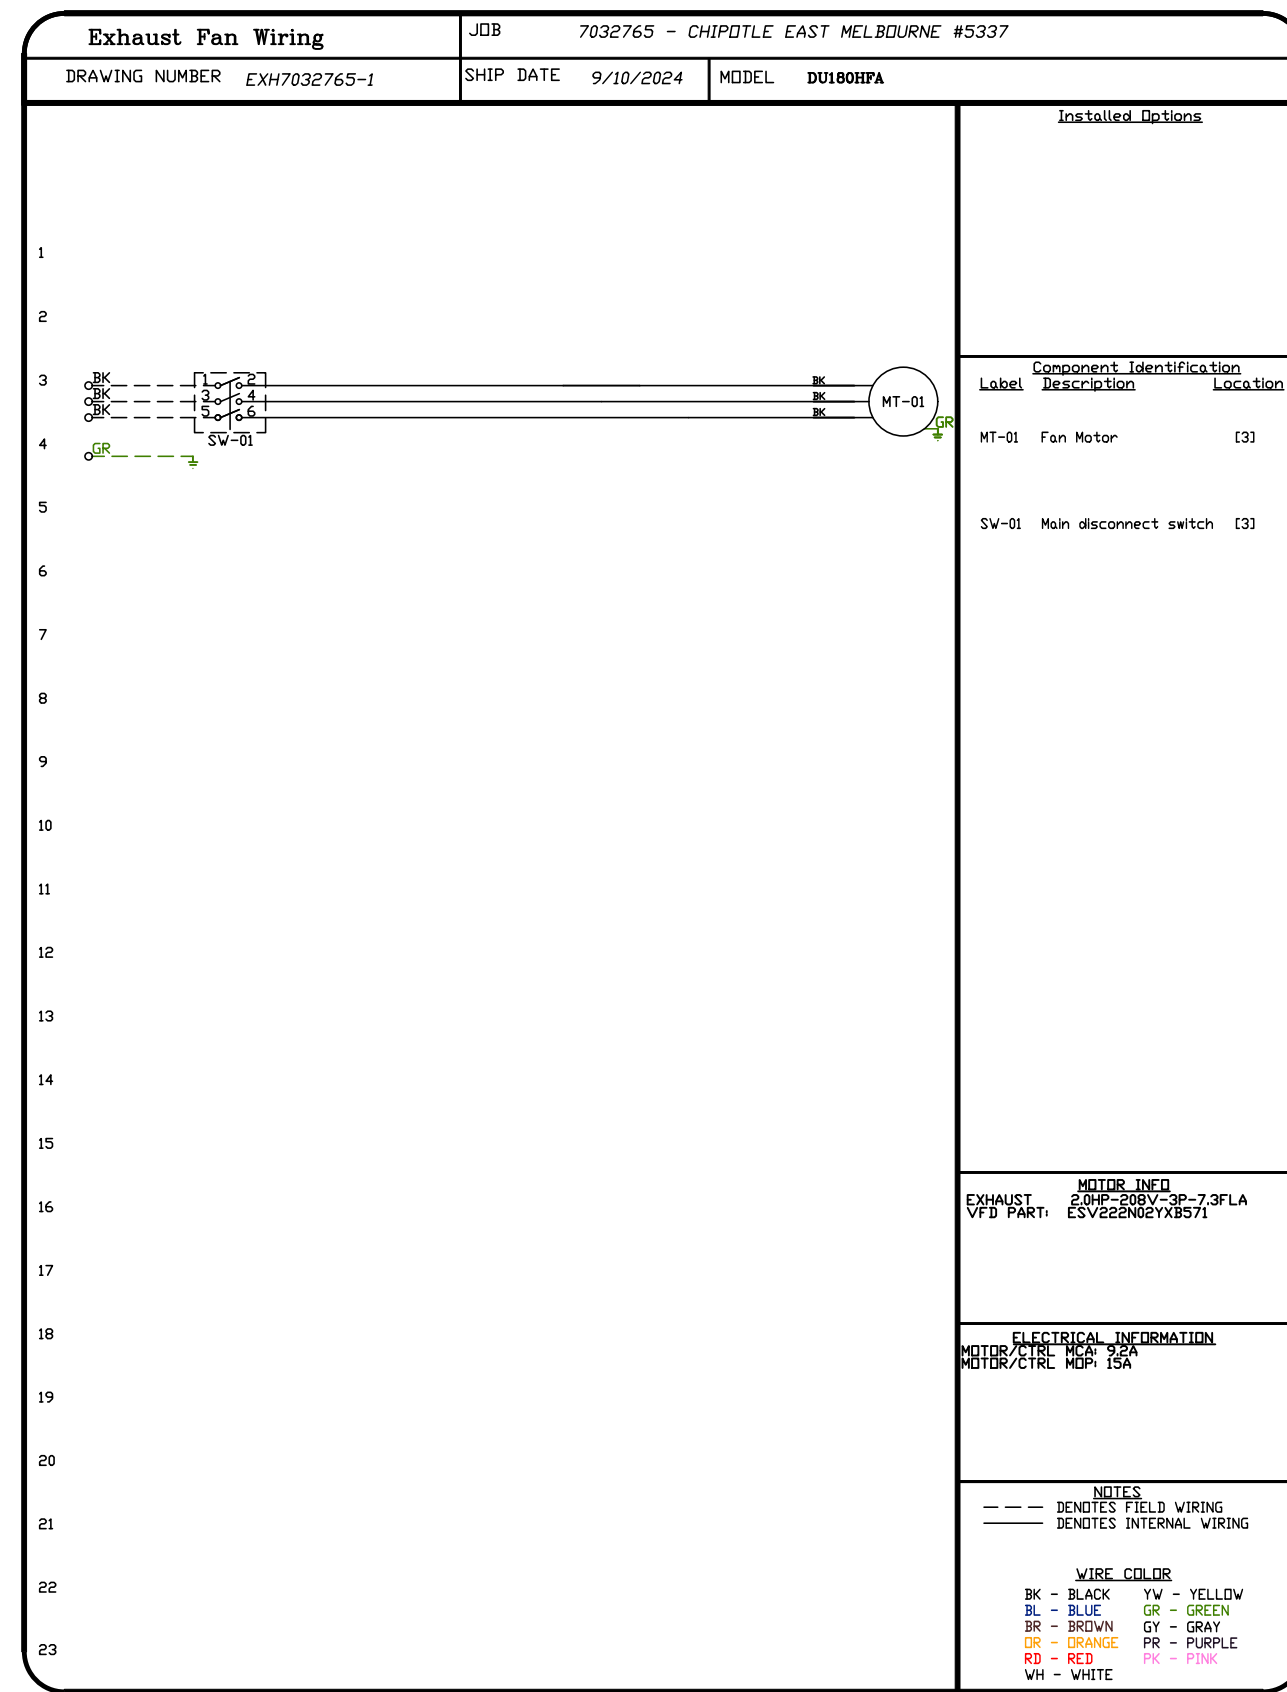 Exhaust Fan Wiring
JOB 7032765 - CHIPOTLE EAST MELBOURNE #5337
DRAWING NUMBER EXH7032765-1
SHIP DATE 9/10/2024
MODEL DU180HFA
Installed Options
1
2
3
4
5
6
7
8
9
10
11
12
13
14
15
16
17
18
19
20
21
22
23
BK 1 2 BK
BK 3 4 BK MT-01
BK 5 6 BK
GR
SW-01
GR
Component Identification
Label Description Location
MT-01 Fan Motor [3]
SW-01 Main disconnect switch [3]
MOTOR INFO
EXHAUST 2.0HP-208V-3P-7.3FLA
VFD PART: ESV222N02YXB571
ELECTRICAL INFORMATION
MOTOR/CTRL MCA: 9.2A
MOTOR/CTRL MOP: 15A
NOTES
DENOTES FIELD WIRING
DENOTES INTERNAL WIRING
WIRE COLOR
BK - BLACK YW - YELLOW
BL - BLUE GR - GREEN
BR - BROWN GY - GRAY
OR - ORANGE PR - PURPLE
RD - RED PK - PINK
WH - WHITE